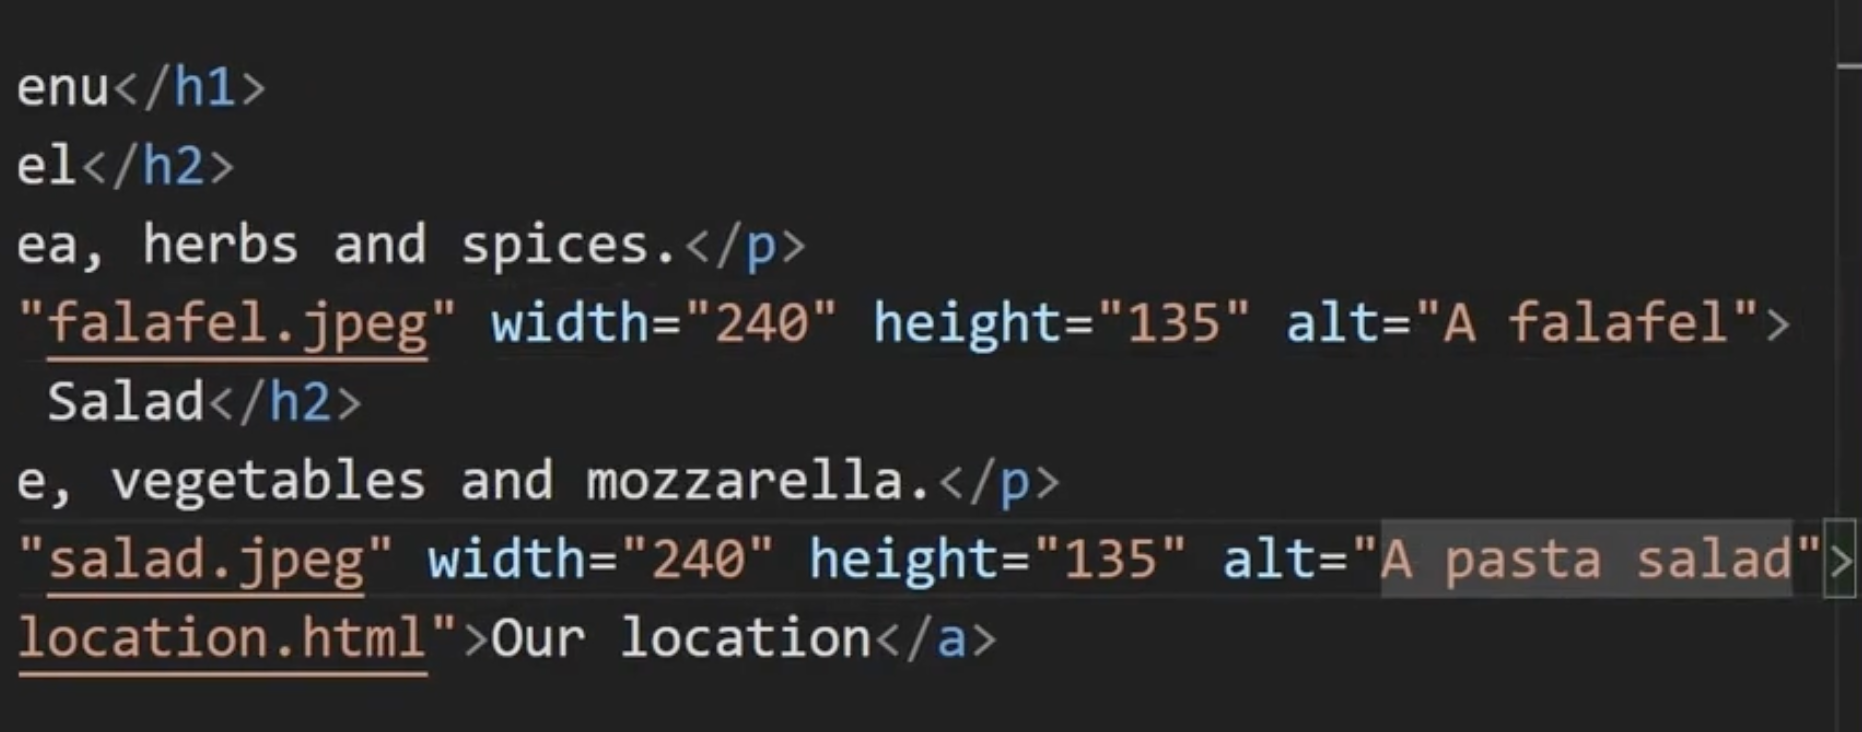 enu</h1>
el</h2>
ea, herbs and spices.</p>
"falafel.jpeg" width="240" height="135" alt="A falafel">
Salad</h2>
e, vegetables and mozzarella.</p>
"salad.jpeg" width="240" height="135" alt="A pasta salad">
location.html">Our location</a>